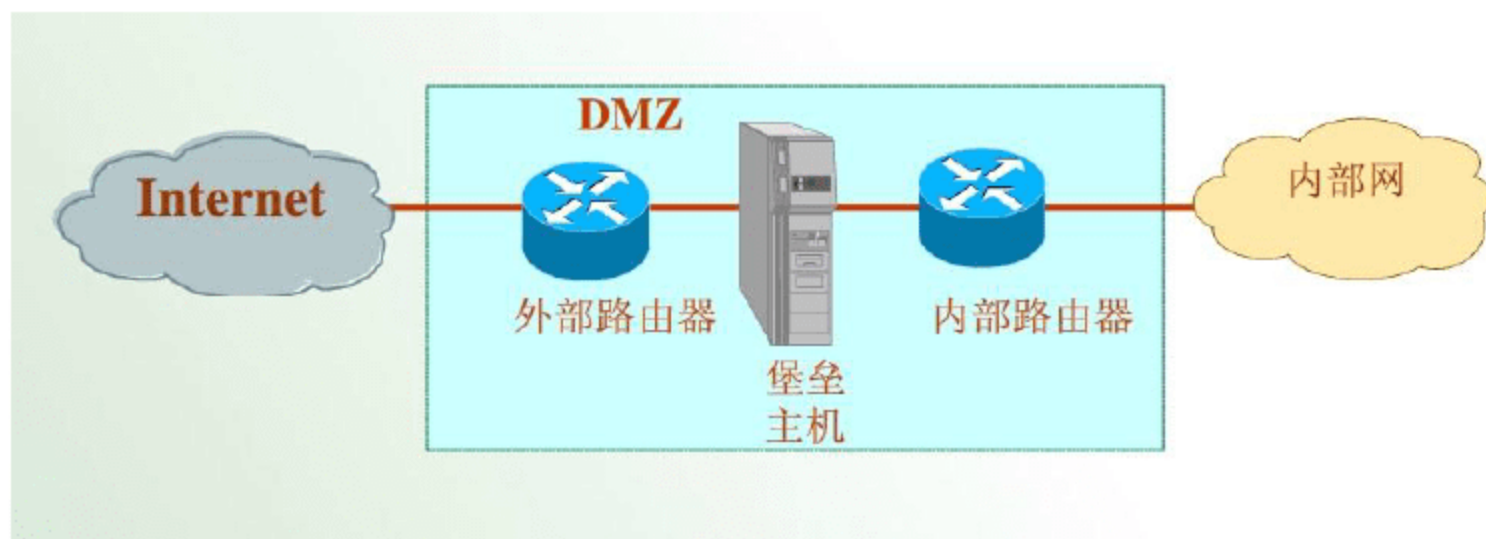 DMZ
Internet
内部网
外部路由器
内部路由器
堡垒
主机